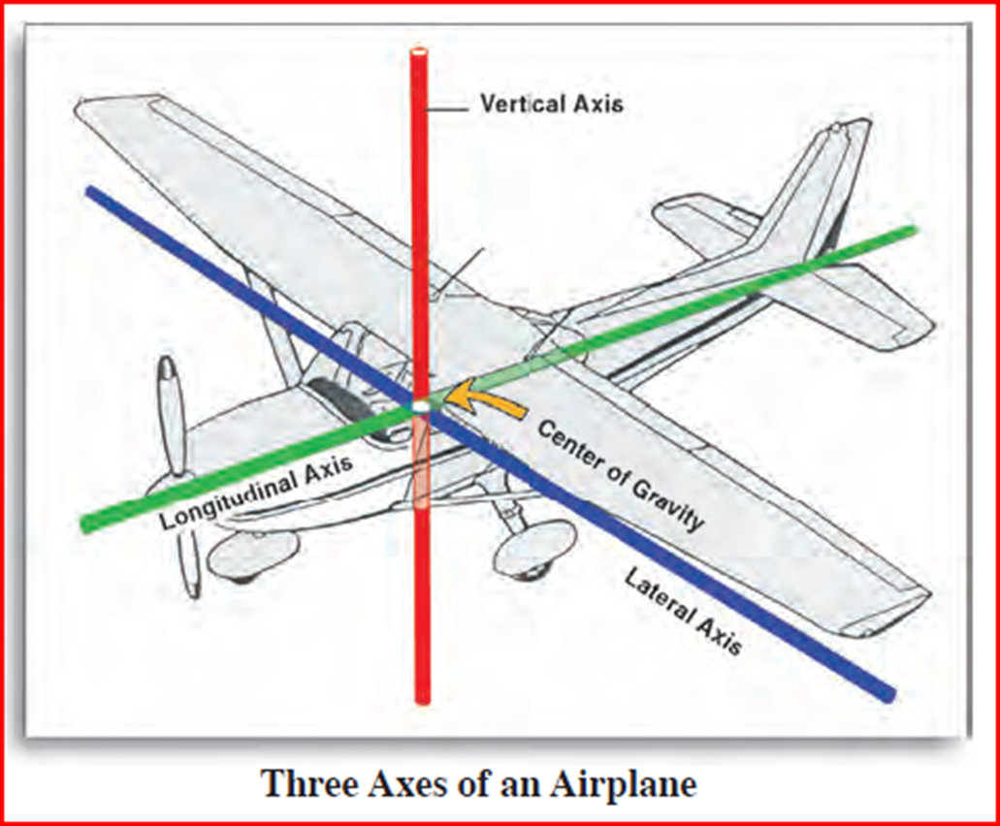 Vertical Axis
Center of Gravity
Longitudinal Axis
Lateral Axis
Three Axes of an Airplane